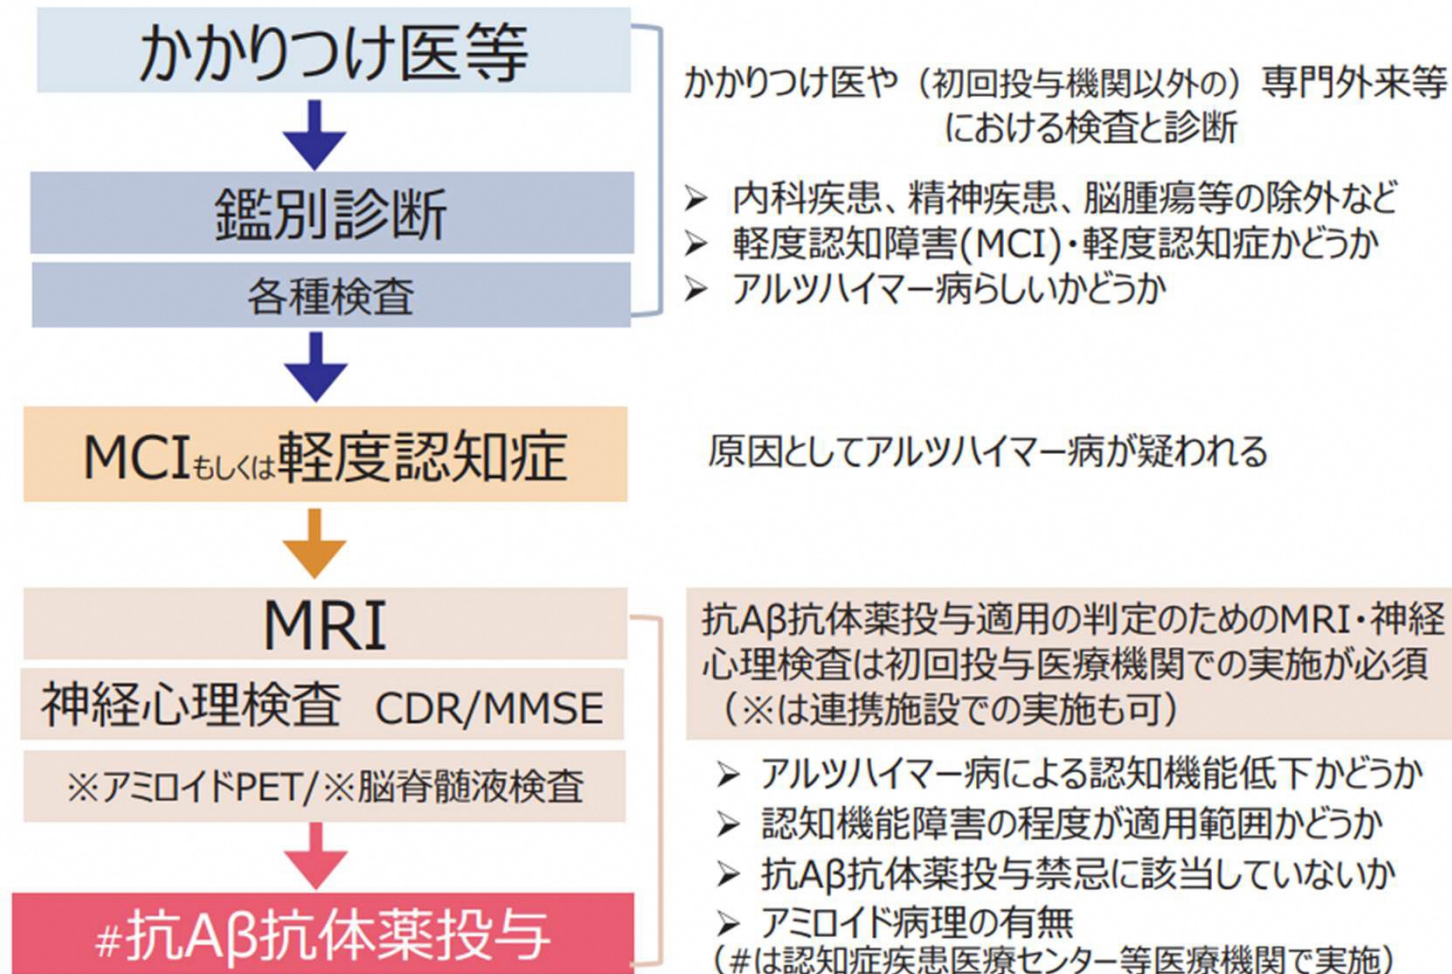 かかりつけ医等
かかりつけ医や（初回投与機関以外の）専門外来等
における検査と診断
鑑別診断
各種検査
➢ 内科疾患、精神疾患、脳腫瘍等の除外など
➢ 軽度認知障害(MCI)・軽度認知症かどうか
➢ アルツハイマー病らしいかどうか
MCIもしくは軽度認知症
原因としてアルツハイマー病が疑われる
MRI
神経心理検査 CDR/MMSE
※アミロイドPET/※脳脊髄液検査
抗Aβ抗体薬投与適用の判定のためのMRI・神経
心理検査は初回投与医療機関での実施が必須
（※は連携施設での実施も可）
➢ アルツハイマー病による認知機能低下かどうか
➢ 認知機能障害の程度が適用範囲かどうか
➢ 抗Aβ抗体薬投与禁忌に該当していないか
➢ アミロイド病理の有無
#抗Aβ抗体薬投与
（#は認知症疾患医療センター等医療機関で実施）